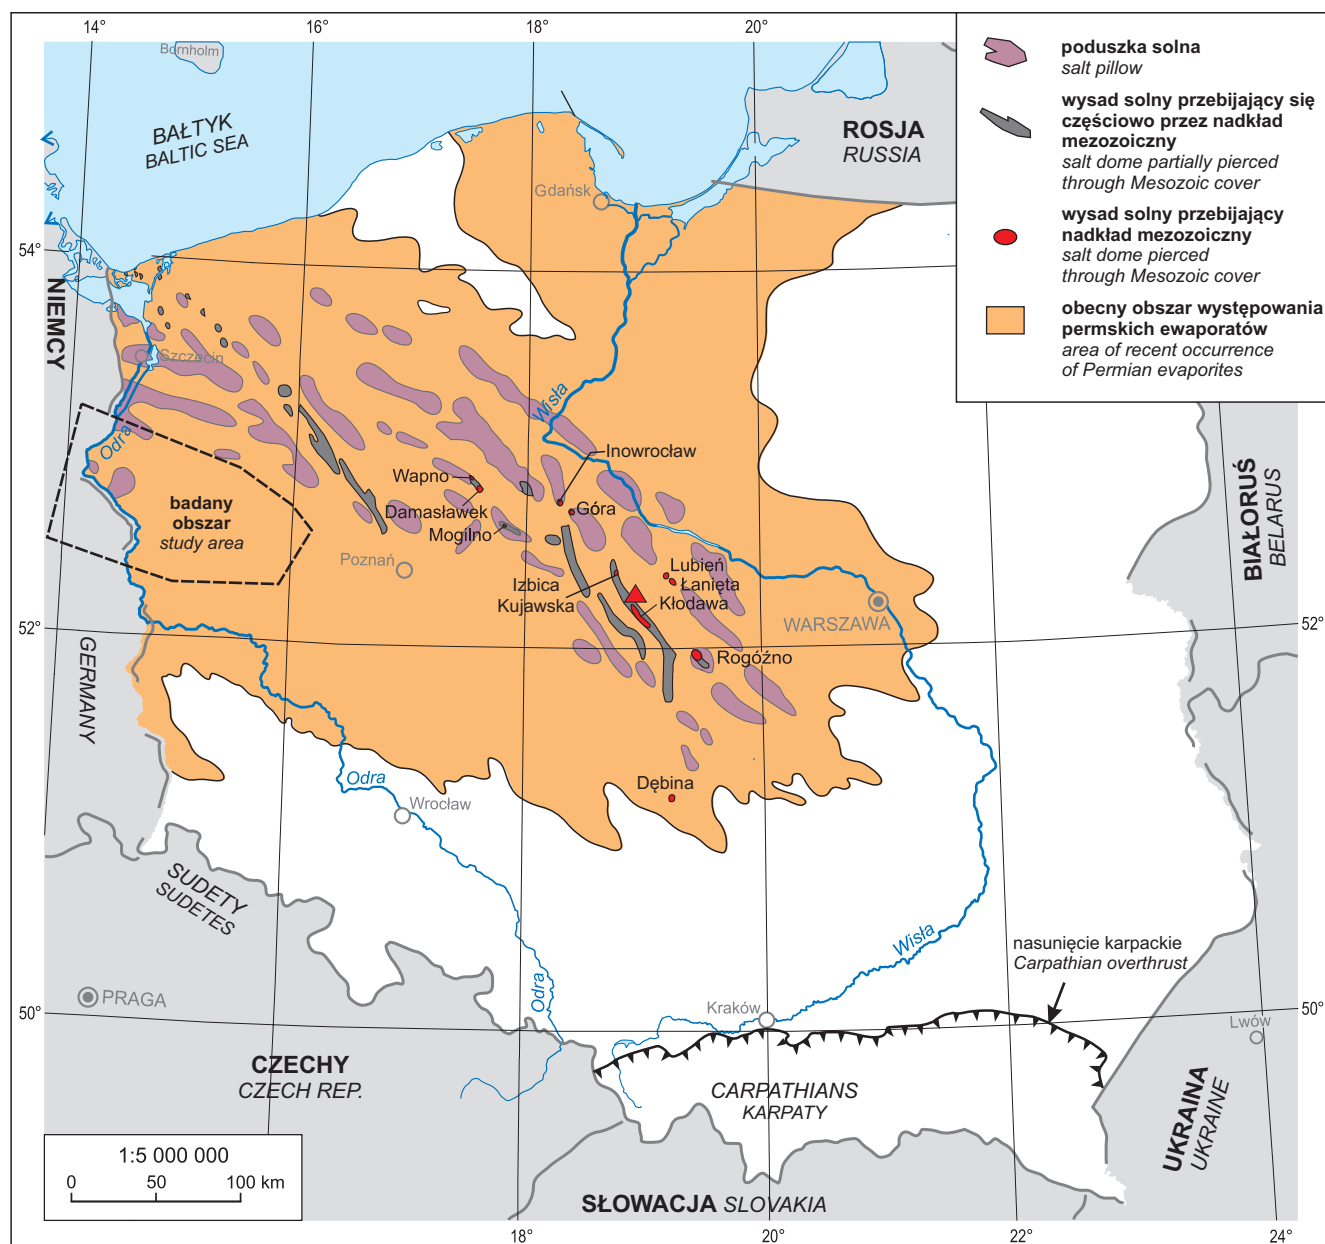 14°
16°
18°
20°
Bornholm
BAŁTYK
BALTIC SEA
ROSJA
RUSSIA
Gdańsk
54°
NIEMCY
Szczecin
Odra
Wisła
badany
obszar
study area
Wapno
Damasławek
Mogilno
Inowrocław
Góra
Poznań
Izbica
Kujawska
Lubień
Łanięta
Kłodawa
WARSZAWA
Rogóźno
52°
52°
GERMANY
BIAŁORUŚ
BELARUS
Dębina
Odra
Wrocław
SUDETY
SUDETES
Wisła
nasunięcie karpackie
Carpathian overthrust
PRAGA
Odra
Kraków
50°
50°
Lwów
CZECHY
CZECH REP.
CARPATHIANS
KARPATY
UKRAINA
UKRAINE
SŁOWACJA SLOVAKIA
1:5 000 000
0 50 100 km
18°
20°
22°
24°
poduszka solna
salt pillow
wysad solny przebijający się
częściowo przez nadkład
mezozoiczny
salt dome partially pierced
through Mesozoic cover
wysad solny przebijający
nadkład mezozoiczny
salt dome pierced
through Mesozoic cover
obecny obszar występowania
permskich ewaporatów
area of recent occurrence
of Permian evaporites